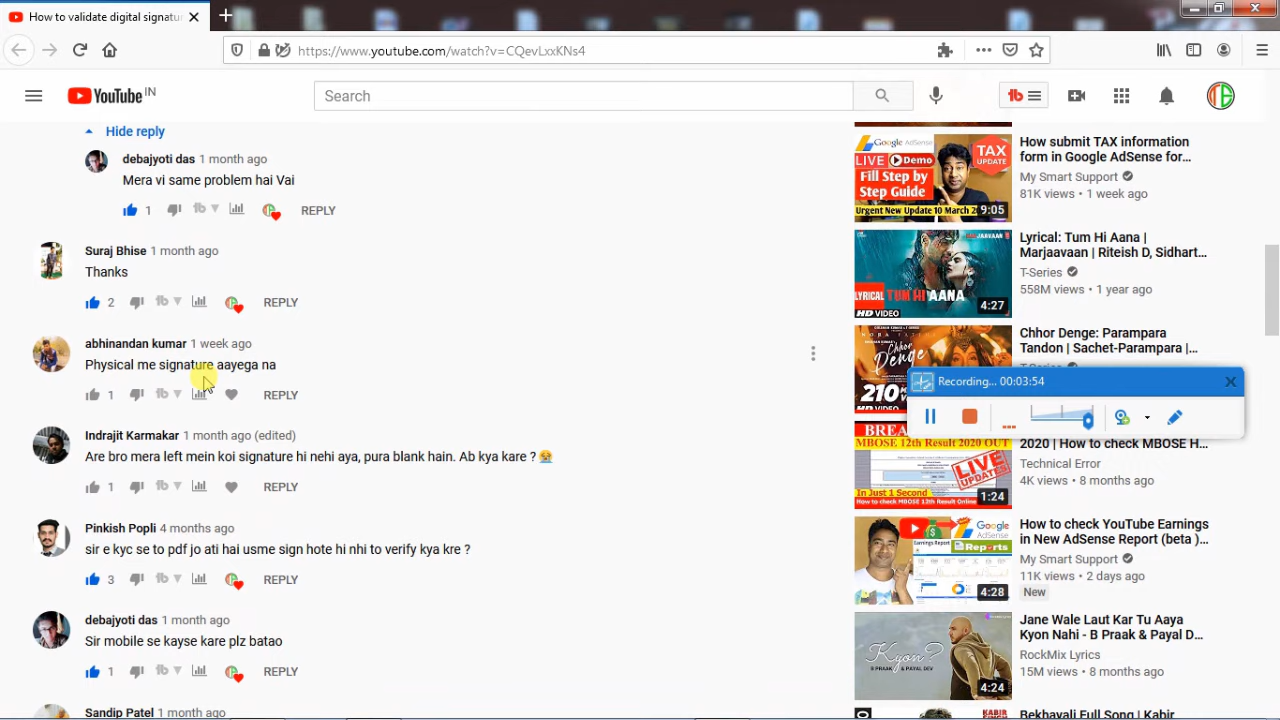 How to validate digital signatu
https://www.youtube.com/watch?v=CQevLxxKNs4
YouTube IN
Search
Hide reply
debajyoti das 1 month ago
Mera vi same problem hai Vai
1 REPLY
Suraj Bhise 1 month ago
Thanks
2 REPLY
abhinandan kumar 1 week ago
Physical me signature aayega na
1 REPLY
Indrajit Karmakar 1 month ago (edited)
Are bro mera left mein koi signature hi nehi aya, pura blank hain. Ab kya kare ?
1 REPLY
Pinkish Popli 4 months ago
sir e kyc se to pdf jo ati hai usme sign hote hi nhi to verify kya kre ?
3 REPLY
debajyoti das 1 month ago
Sir mobile se kayse kare plz batao
1 REPLY
Sandip Patel 1 month ago
Google AdSense
LIVE Demo
TAX
UPDATE
Fill Step by
Step Guide
Urgent New Update 10 March 2
9:05
How submit TAX information
form in Google AdSense for...
My Smart Support
81K views • 1 week ago
MARJAAVAAN
LYRICAL TUM HI AANA
HD VIDEO
4:27
Lyrical: Tum Hi Aana |
Marjaavaan | Riteish D, Sidhart...
T-Series
558M views • 1 year ago
Chhor
Denge
210
HD VIDEO
Chhor Denge: Parampara
Tandon | Sachet-Parampara |...
Recording... 00:03:54
BREA
MBOSE 12th Result 2020 OUT
LIVE
UPDATES
In Just 1 Second
How to check MBOSE 12th Result Online
1:24
2020 | How to check MBOSE H...
Technical Error
4K views • 8 months ago
Google
AdSense
Earnings
Report
Reports
4:28
How to check YouTube Earnings
in New AdSense Report (beta )...
My Smart Support
11K views • 2 days ago
New
Kyon?
B PRAAK & PAYAL DEV
4:24
Jane Wale Laut Kar Tu Aaya
Kyon Nahi - B Praak & Payal D...
RockMix Lyrics
15M views • 8 months ago
KABIR
Bekhayali Full Song | Kabir